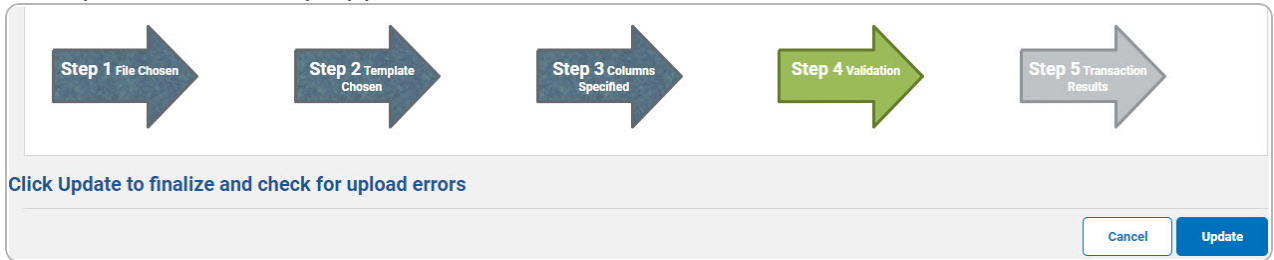 Step 1 File Chosen
Step 2 Template
Chosen
Step 3 Columns
Specified
Step 4 Validation
Step 5 Transaction
Results
Click Update to finalize and check for upload errors
Cancel
Update